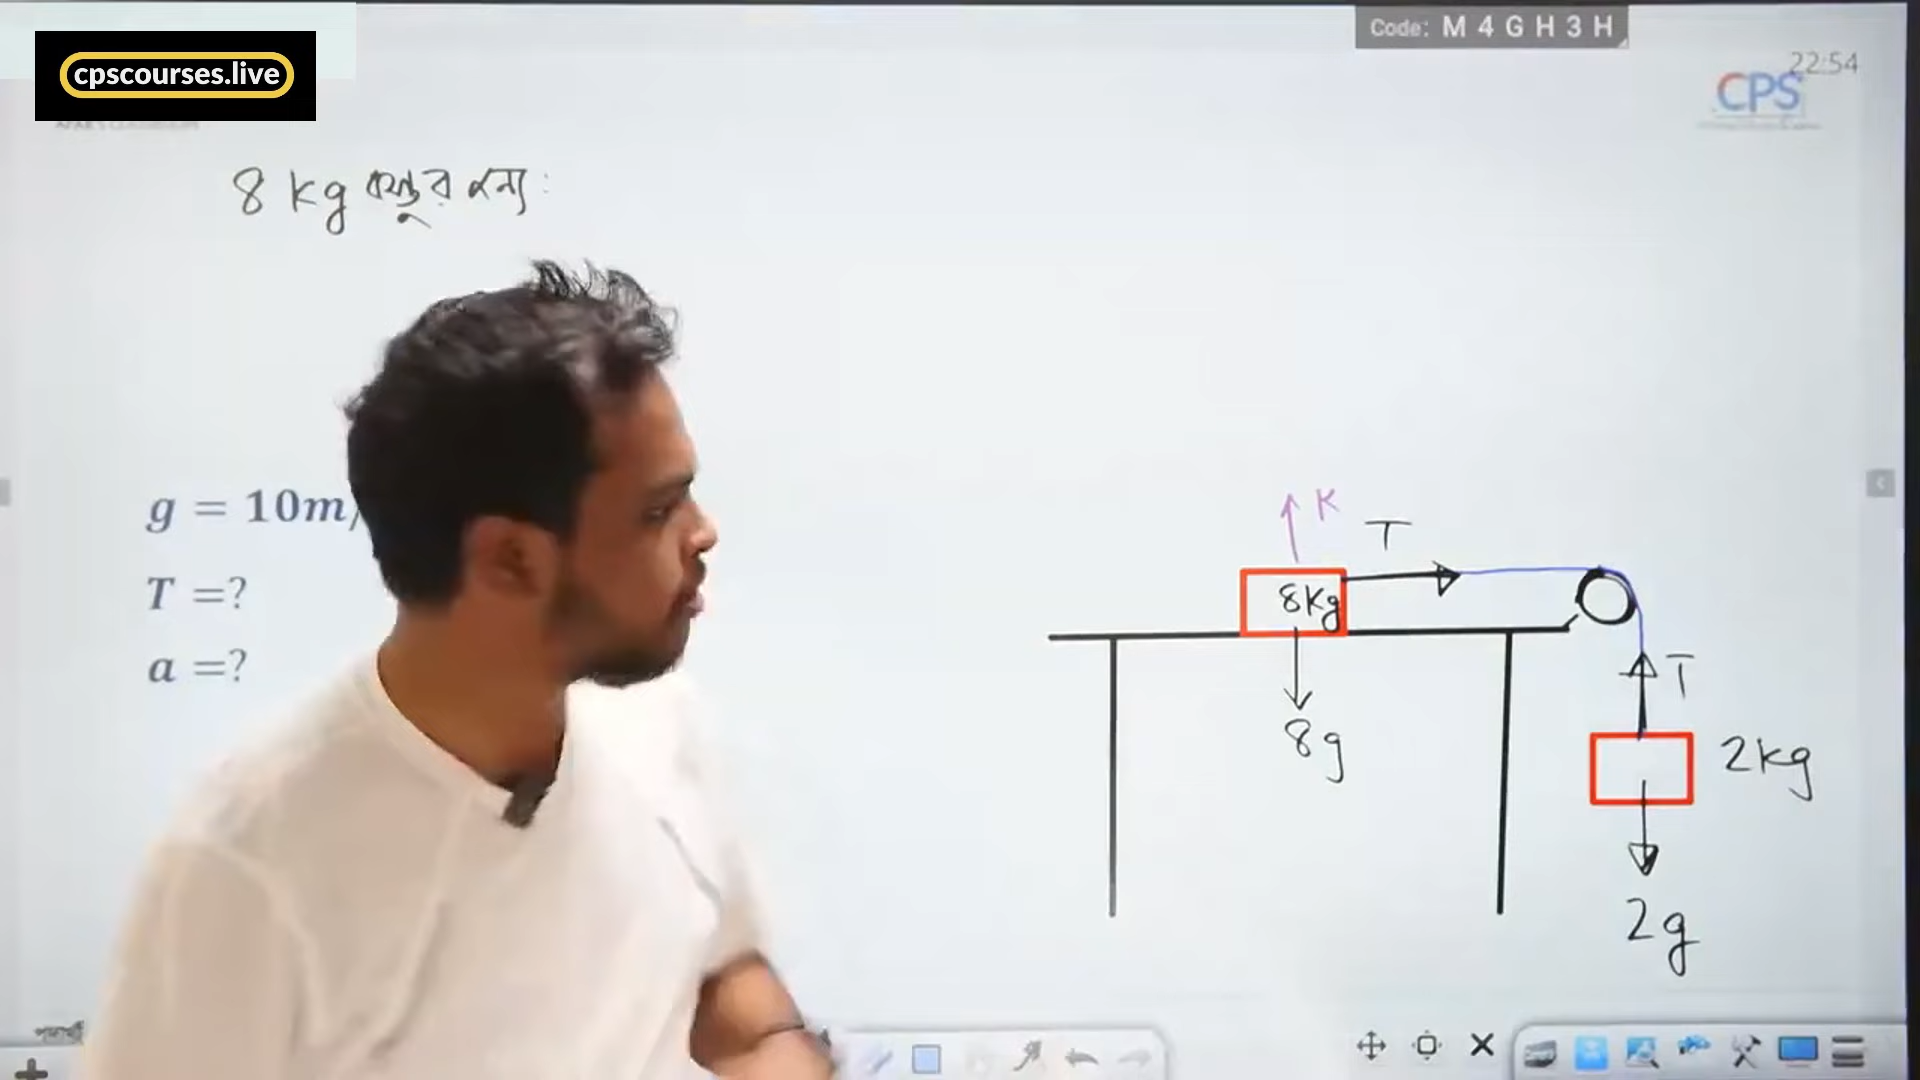 Code: M 4 G H 3 H
cpscourses.live
22:54
CPS
8 kg বস্তুর জন্য:
g = 10m/
T =?
a =?
R
T
8kg
8g
T
2kg
2g